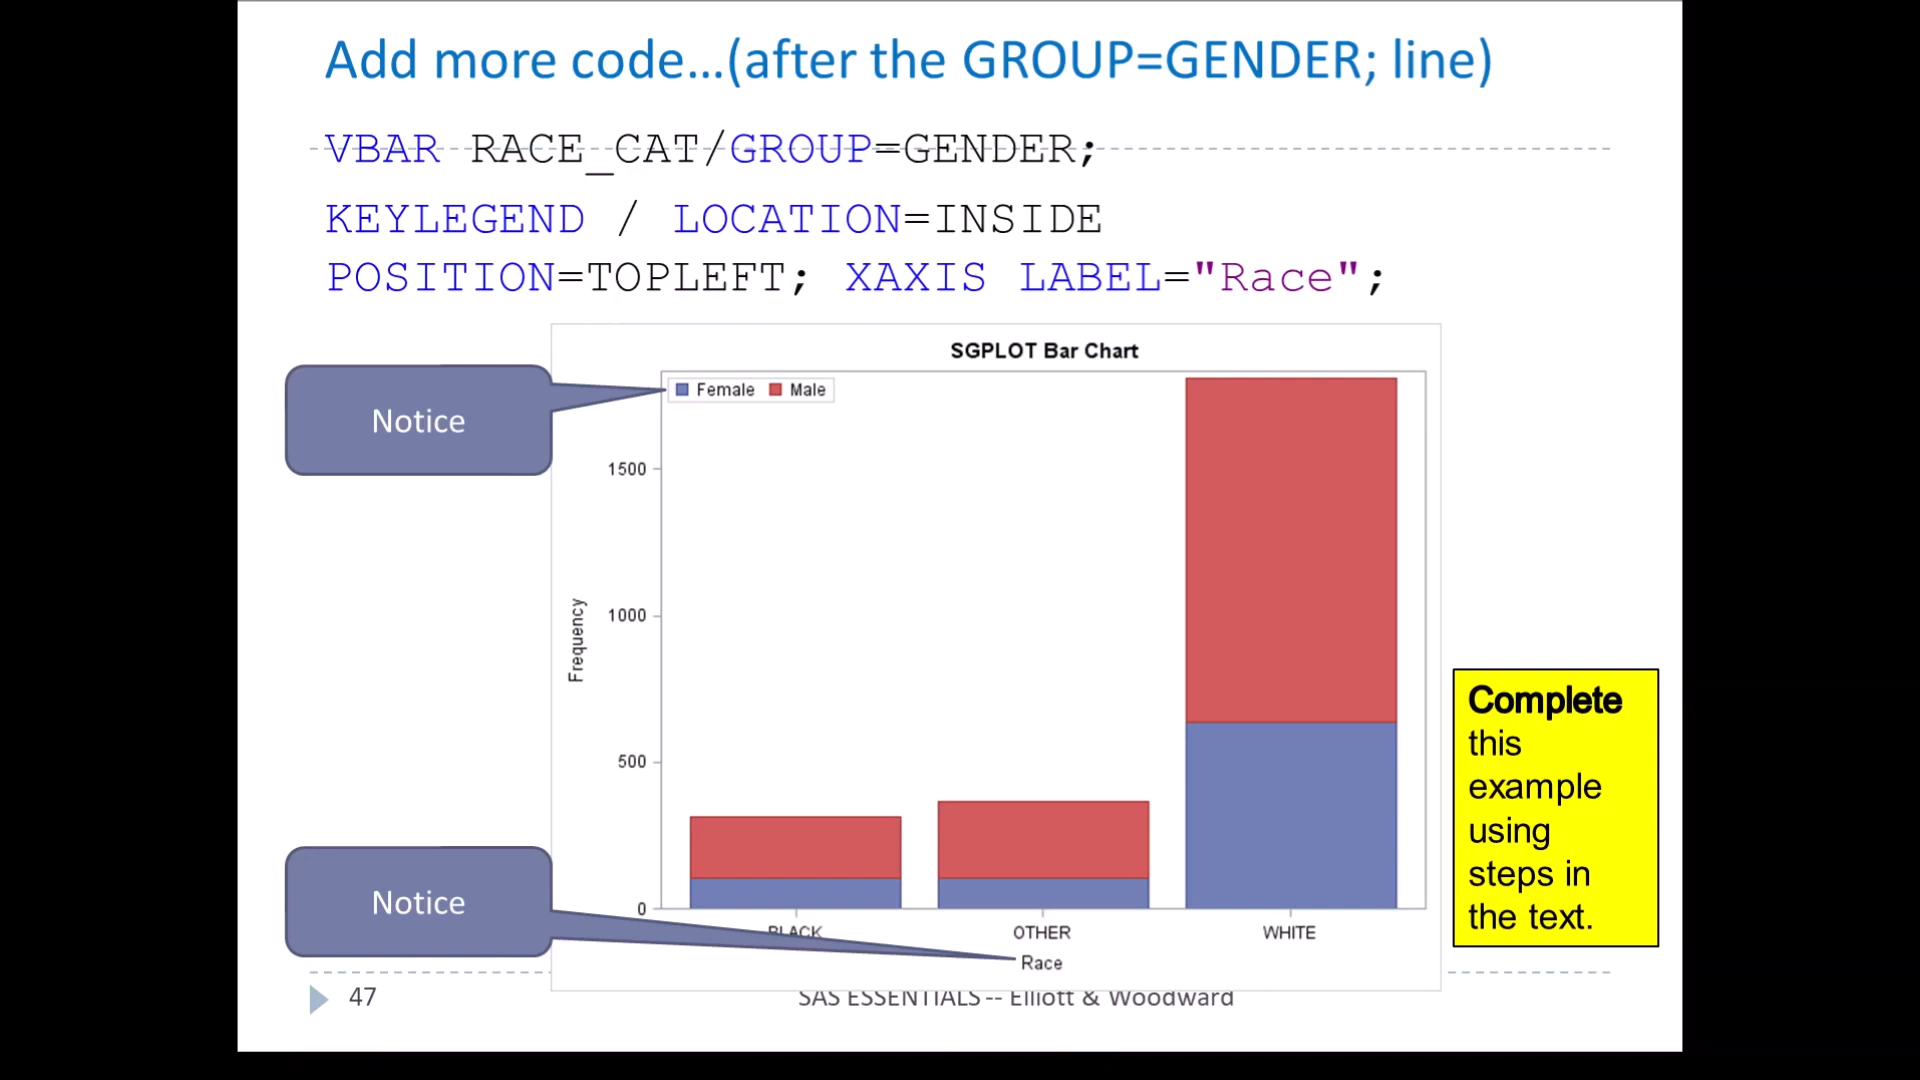 Add more code...(after the GROUP=GENDER; line)
VBAR RACE_CAT/GROUP=GENDER;
KEYLEGEND / LOCATION=INSIDE
POSITION=TOPLEFT; XAXIS LABEL="Race";
SGPLOT Bar Chart
Notice
Female Male
1500
1000
500
0
Frequency
BLACK OTHER WHITE
Race
Notice
Complete
this
example
using
steps in
the text.
47
SAS ESSENTIALS -- Elliott & Woodward